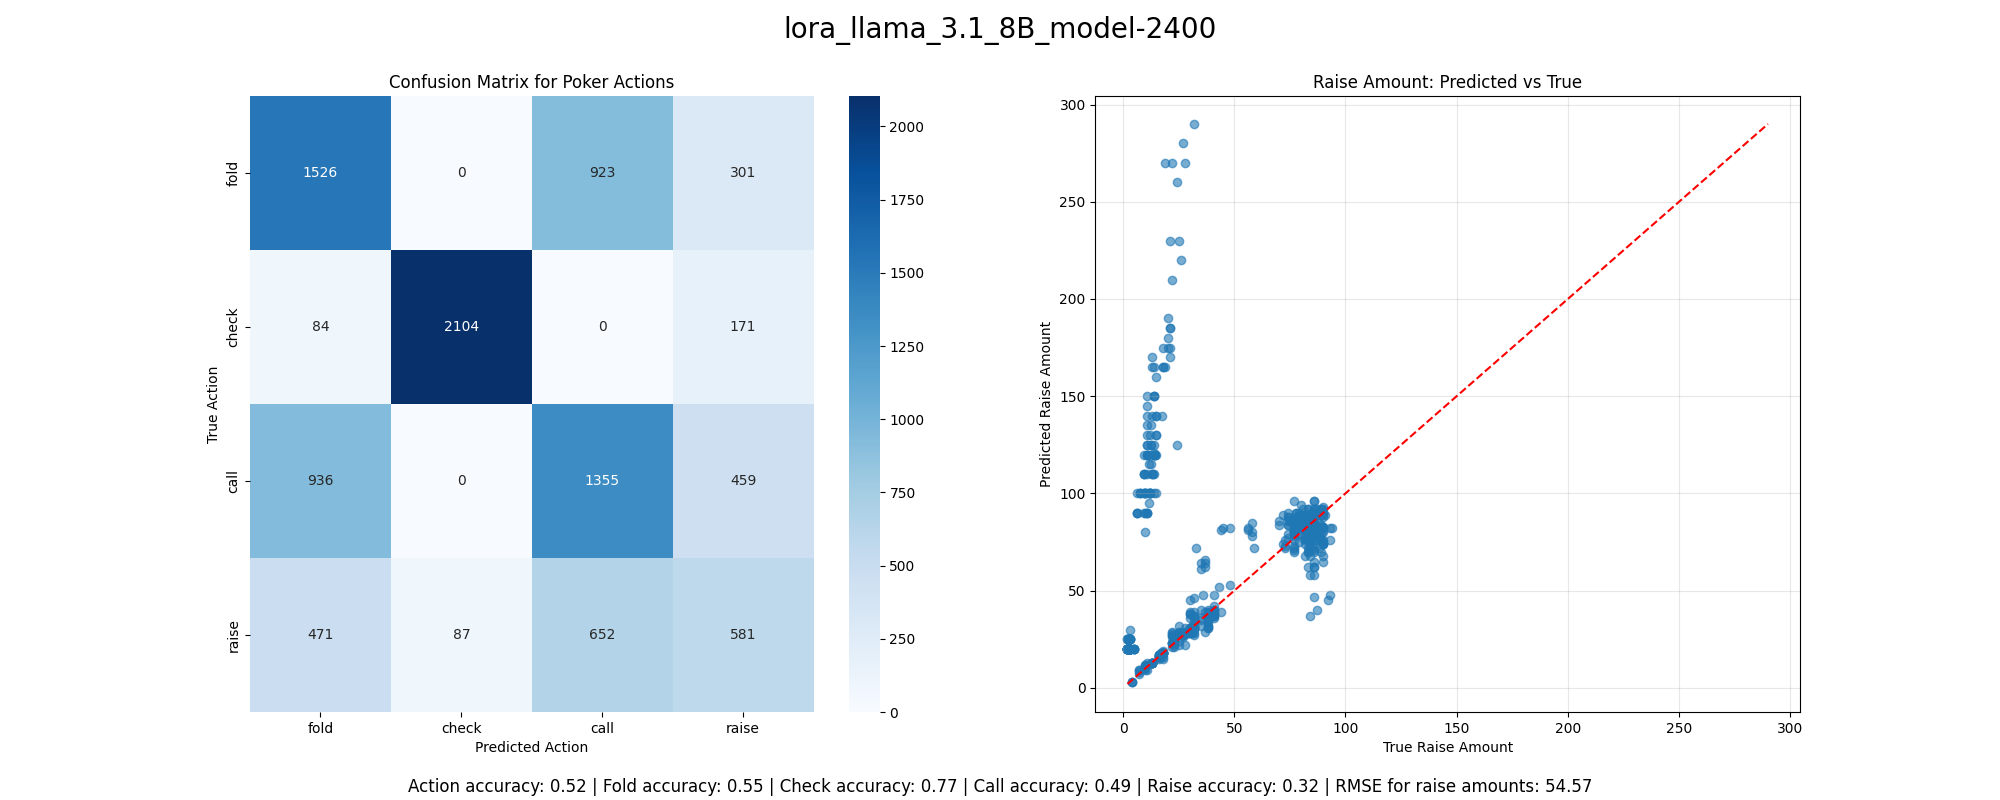 lora_llama_3.1_8B_model-2400
Confusion Matrix for Poker Actions
True Action
fold
check
call
raise
1526 0 923 301
84 2104 0 171
936 0 1355 459
471 87 652 581
fold check call raise
Predicted Action
2000
1750
1500
1250
1000
750
500
250
0
Raise Amount: Predicted vs True
Predicted Raise Amount
300
250
200
150
100
50
0
0 50 100 150 200 250 300
True Raise Amount
Action accuracy: 0.52 | Fold accuracy: 0.55 | Check accuracy: 0.77 | Call accuracy: 0.49 | Raise accuracy: 0.32 | RMSE for raise amounts: 54.57